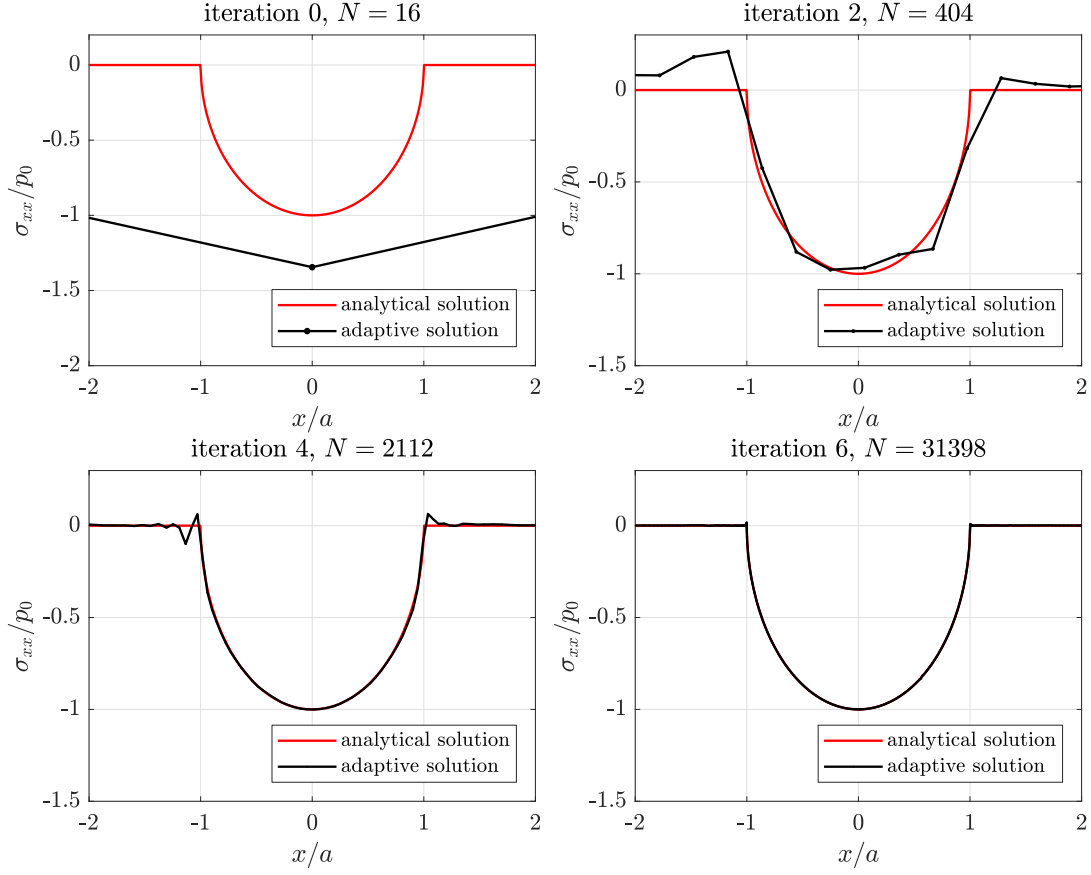 iteration 0, N = 16
0
-0.5
-1
-1.5
-2
σxx/p0
analytical solution
adaptive solution
-2 -1 0 1 2
x/a
iteration 2, N = 404
0
-0.5
-1
-1.5
σxx/p0
analytical solution
adaptive solution
-2 -1 0 1 2
x/a
iteration 4, N = 2112
0
-0.5
-1
-1.5
σxx/p0
analytical solution
adaptive solution
-2 -1 0 1 2
x/a
iteration 6, N = 31398
0
-0.5
-1
-1.5
σxx/p0
analytical solution
adaptive solution
-2 -1 0 1 2
x/a